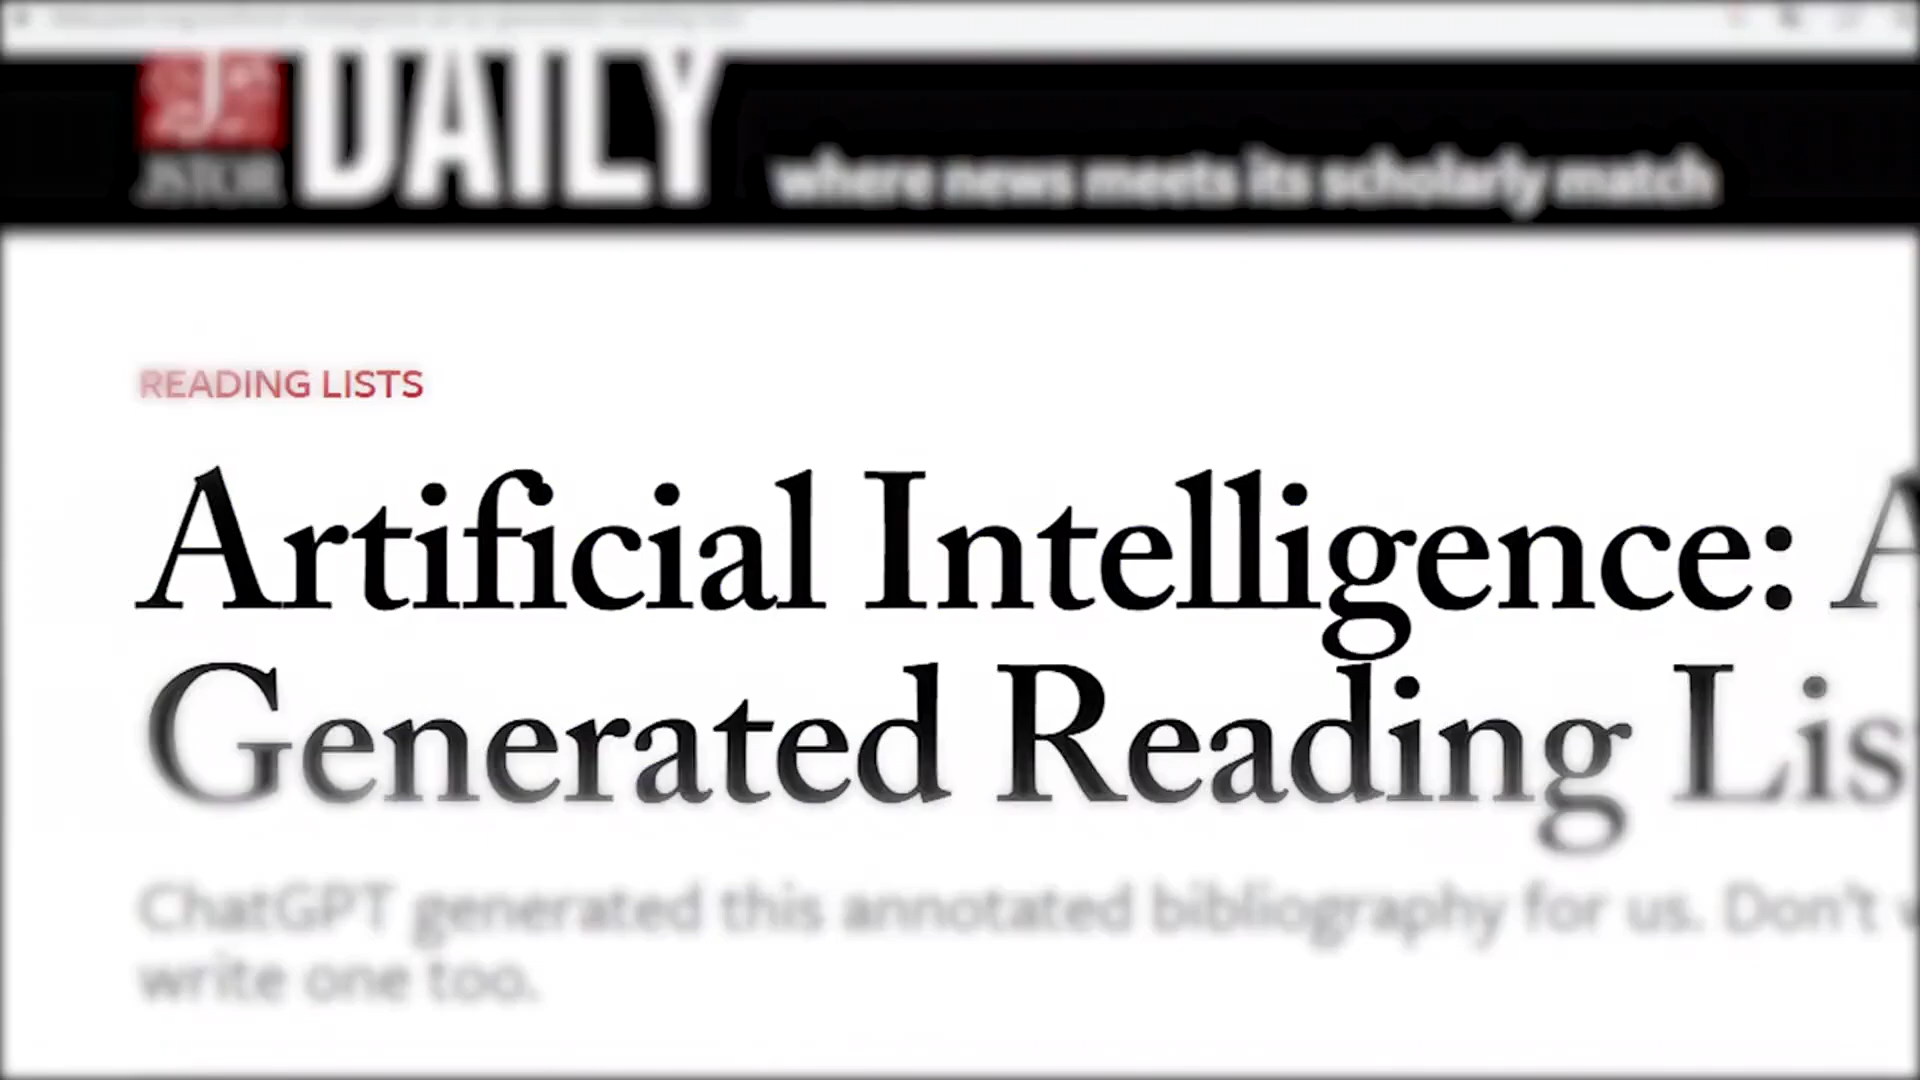 JSTOR DAILY where news meets its scholarly match
READING LISTS
Artificial Intelligence: A
Generated Reading Lis
ChatGPT generated this annotated bibliography for us. Don't
write one too.